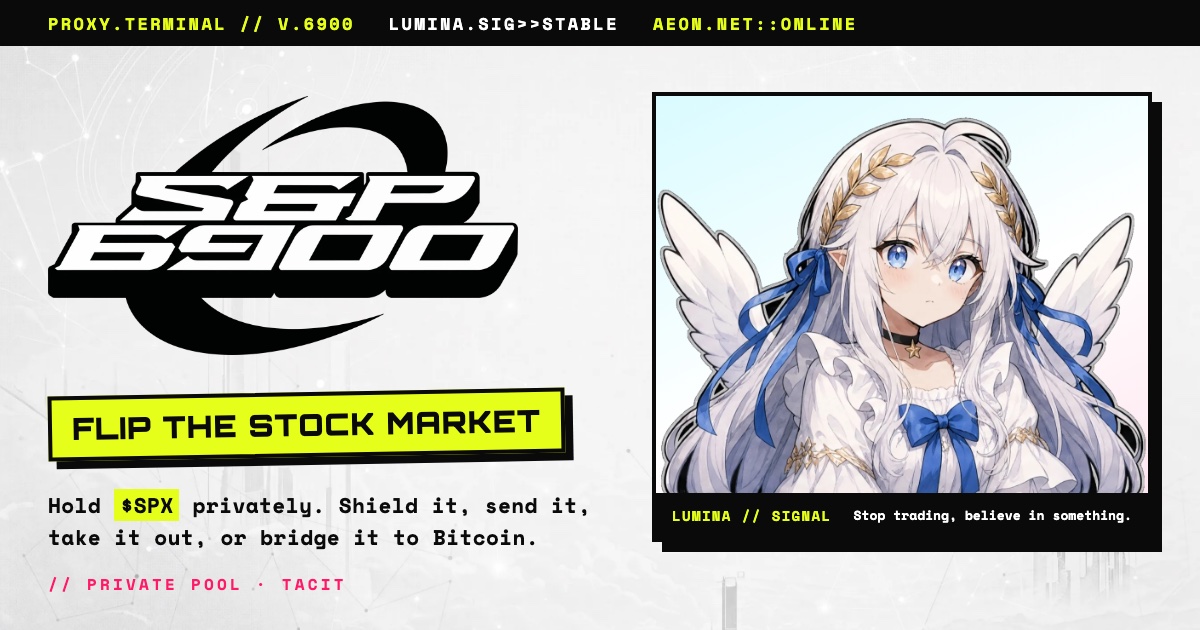 PROXY.TERMINAL // V.6900 LUMINA.SIG>>STABLE AEON.NET::ONLINE
S&P
6900
FLIP THE STOCK MARKET
Hold $SPX privately. Shield it, send it,
take it out, or bridge it to Bitcoin.
// PRIVATE POOL · TACIT
LUMINA // SIGNAL Stop trading, believe in something.